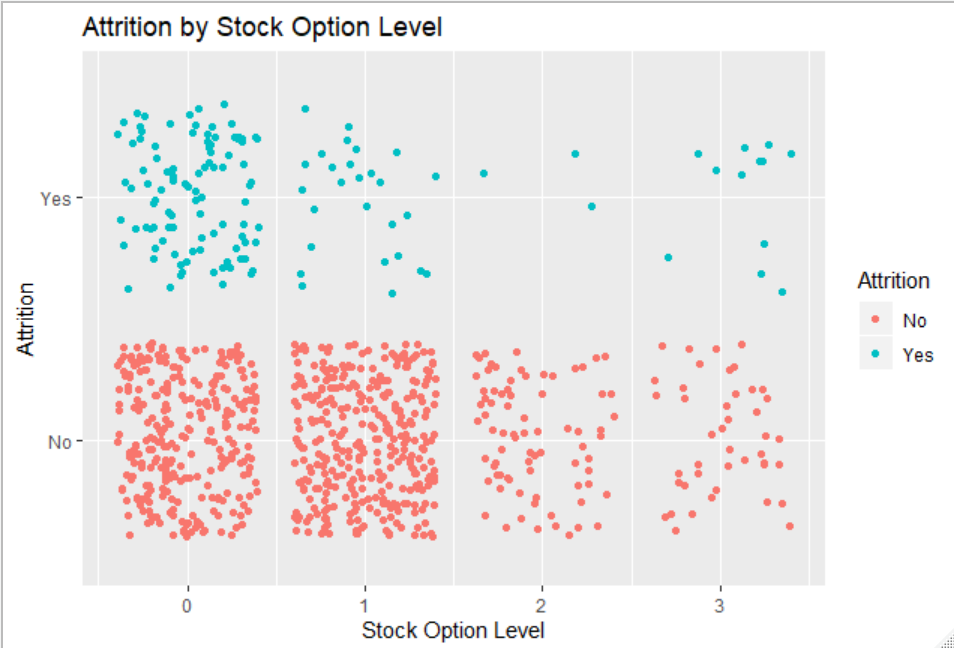 Attrition by Stock Option Level
Yes
No
Attrition
0 1 2 3
Stock Option Level
Attrition
No
Yes